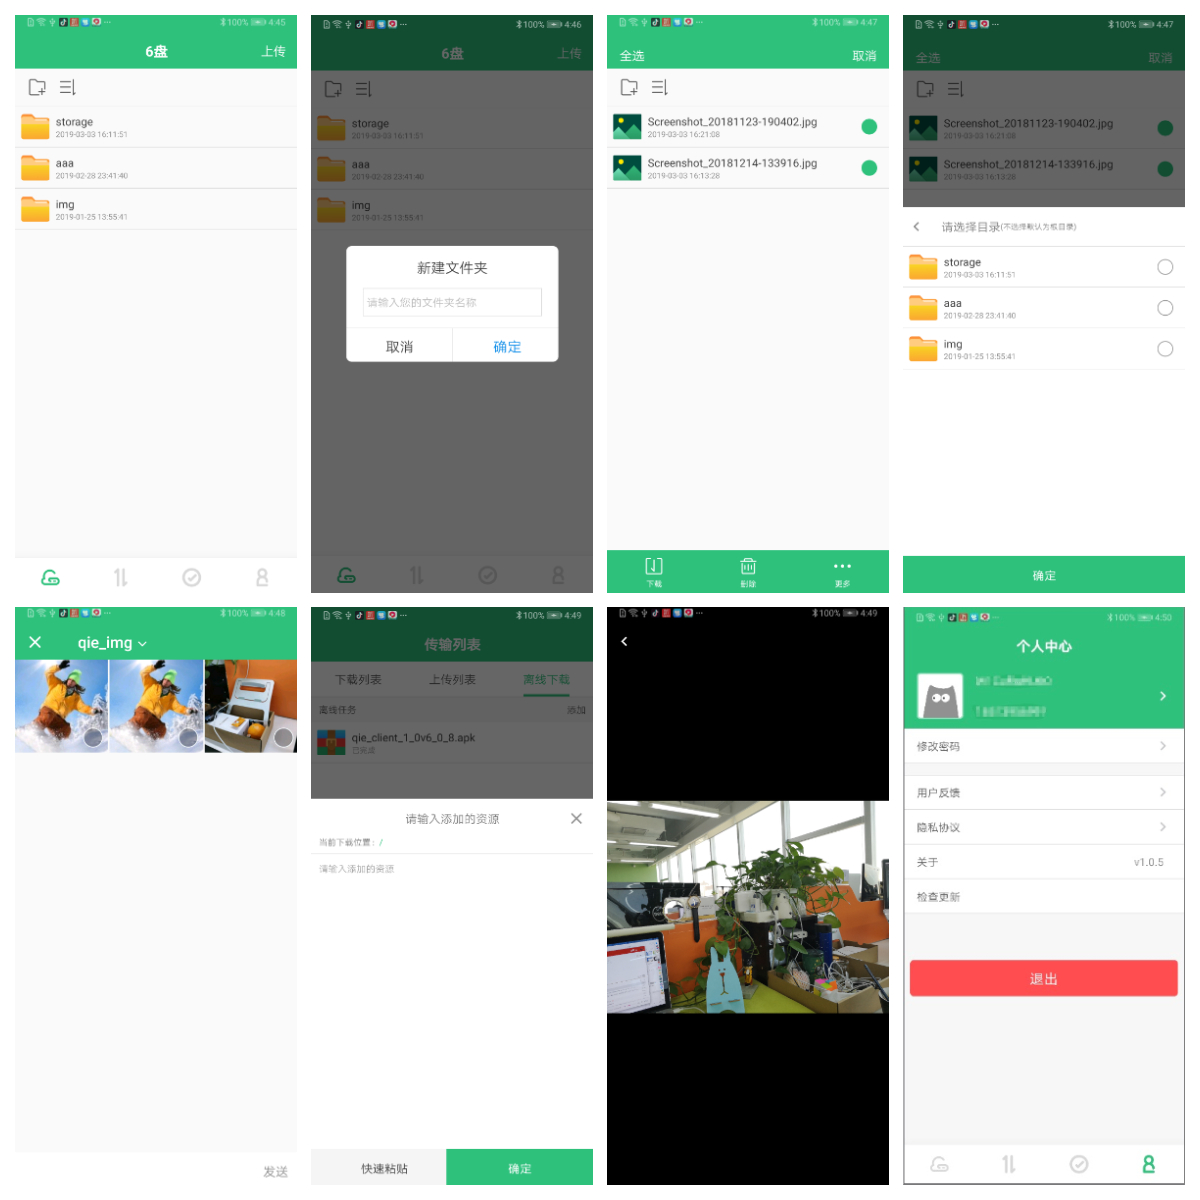 100% 4:45
6盘
上传
storage
2019-03-03 16:11:51
aaa
2019-02-28 23:41:40
img
2019-01-25 13:55:41
100% 4:46
6盘
上传
storage
2019-03-03 16:11:51
aaa
2019-02-28 23:41:40
img
2019-01-25 13:55:41
新建文件夹
请输入您的文件夹名称
取消
确定
100% 4:47
全选
取消
Screenshot_20181123-190402.jpg
2019-03-03 16:21:08
Screenshot_20181214-133916.jpg
2019-03-03 16:13:28
下载
删除
更多
100% 4:47
全选
取消
Screenshot_20181123-190402.jpg
2019-03-03 16:21:08
Screenshot_20181214-133916.jpg
2019-03-03 16:13:28
请选择目录(不选择默认为根目录)
storage
2019-03-03 16:11:51
aaa
2019-02-28 23:41:40
img
2019-01-25 13:55:41
确定
100% 4:48
qie_img
发送
100% 4:49
传输列表
下载列表
上传列表
离线下载
离线任务
添加
qie_client_1_0v6_0_8.apk
已完成
请输入添加的资源
当前下载位置：/
请输入添加的资源
快速粘贴
确定
100% 4:49
100% 4:50
个人中心
修改密码
用户反馈
隐私协议
关于
v1.0.5
检查更新
退出